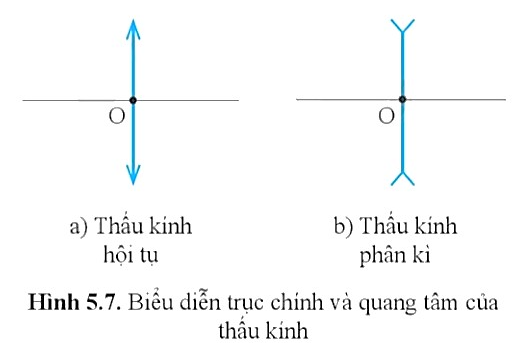 O
O
a) Thấu kính
hội tụ
b) Thấu kính
phân kì
Hình 5.7. Biểu diễn trục chính và quang tâm của
thấu kính